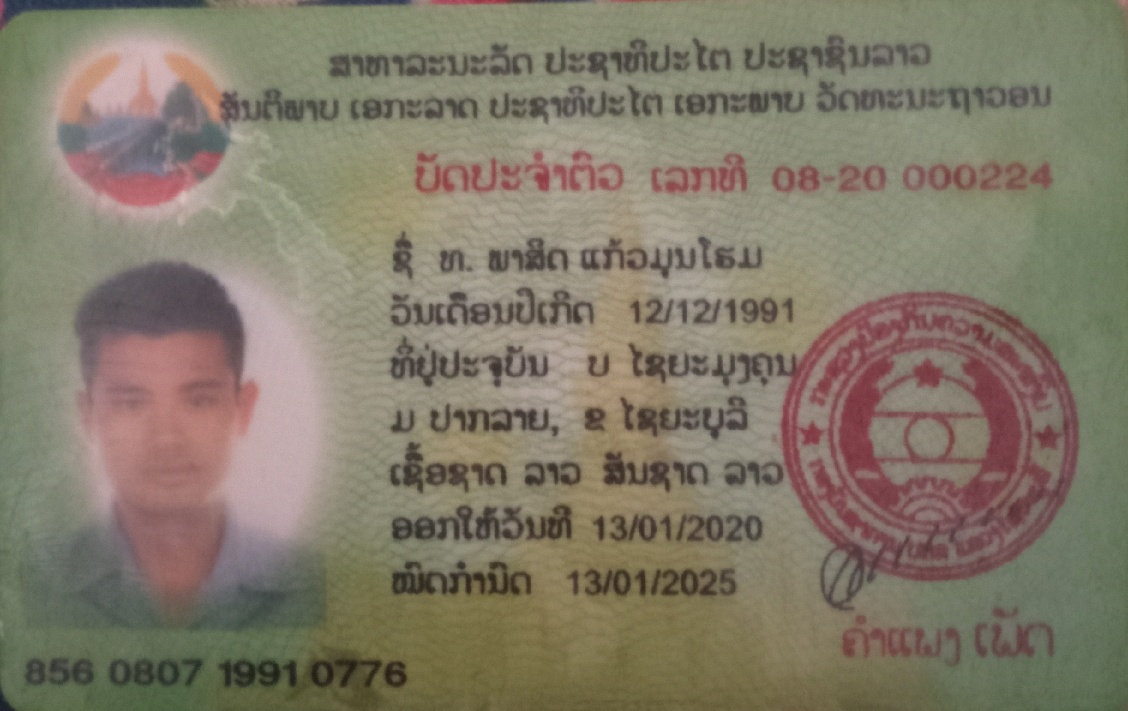 ສາທາລະນະລັດ ປະຊາທິປະໄຕ ປະຊາຊົນລາວ
ສັນຕິພາບ ເອກະລາດ ປະຊາທິປະໄຕ ເອກະພາບ ວັດທະນະຖາວອນ
ບັດປະຈຳຕົວ ເລກທີ 08-20 000224
ຊື່ ທ. ພາສິດ ແກ້ວມຸນໂຮມ
ວັນເດືອນປີເກີດ 12/12/1991
ທີ່ຢູ່ປະຈຸບັນ ບ ໄຊຍະມຸງຄຸນ
ມ ປາກລາຍ, ຂ ໄຊຍະບຸລີ
ເຊື້ອຊາດ ລາວ ສັນຊາດ ລາວ
ອອກໃຫ້ວັນທີ 13/01/2020
ໝົດກຳນົດ 13/01/2025
ຄຳແພງ ເພັດ
856 0807 1991 0776